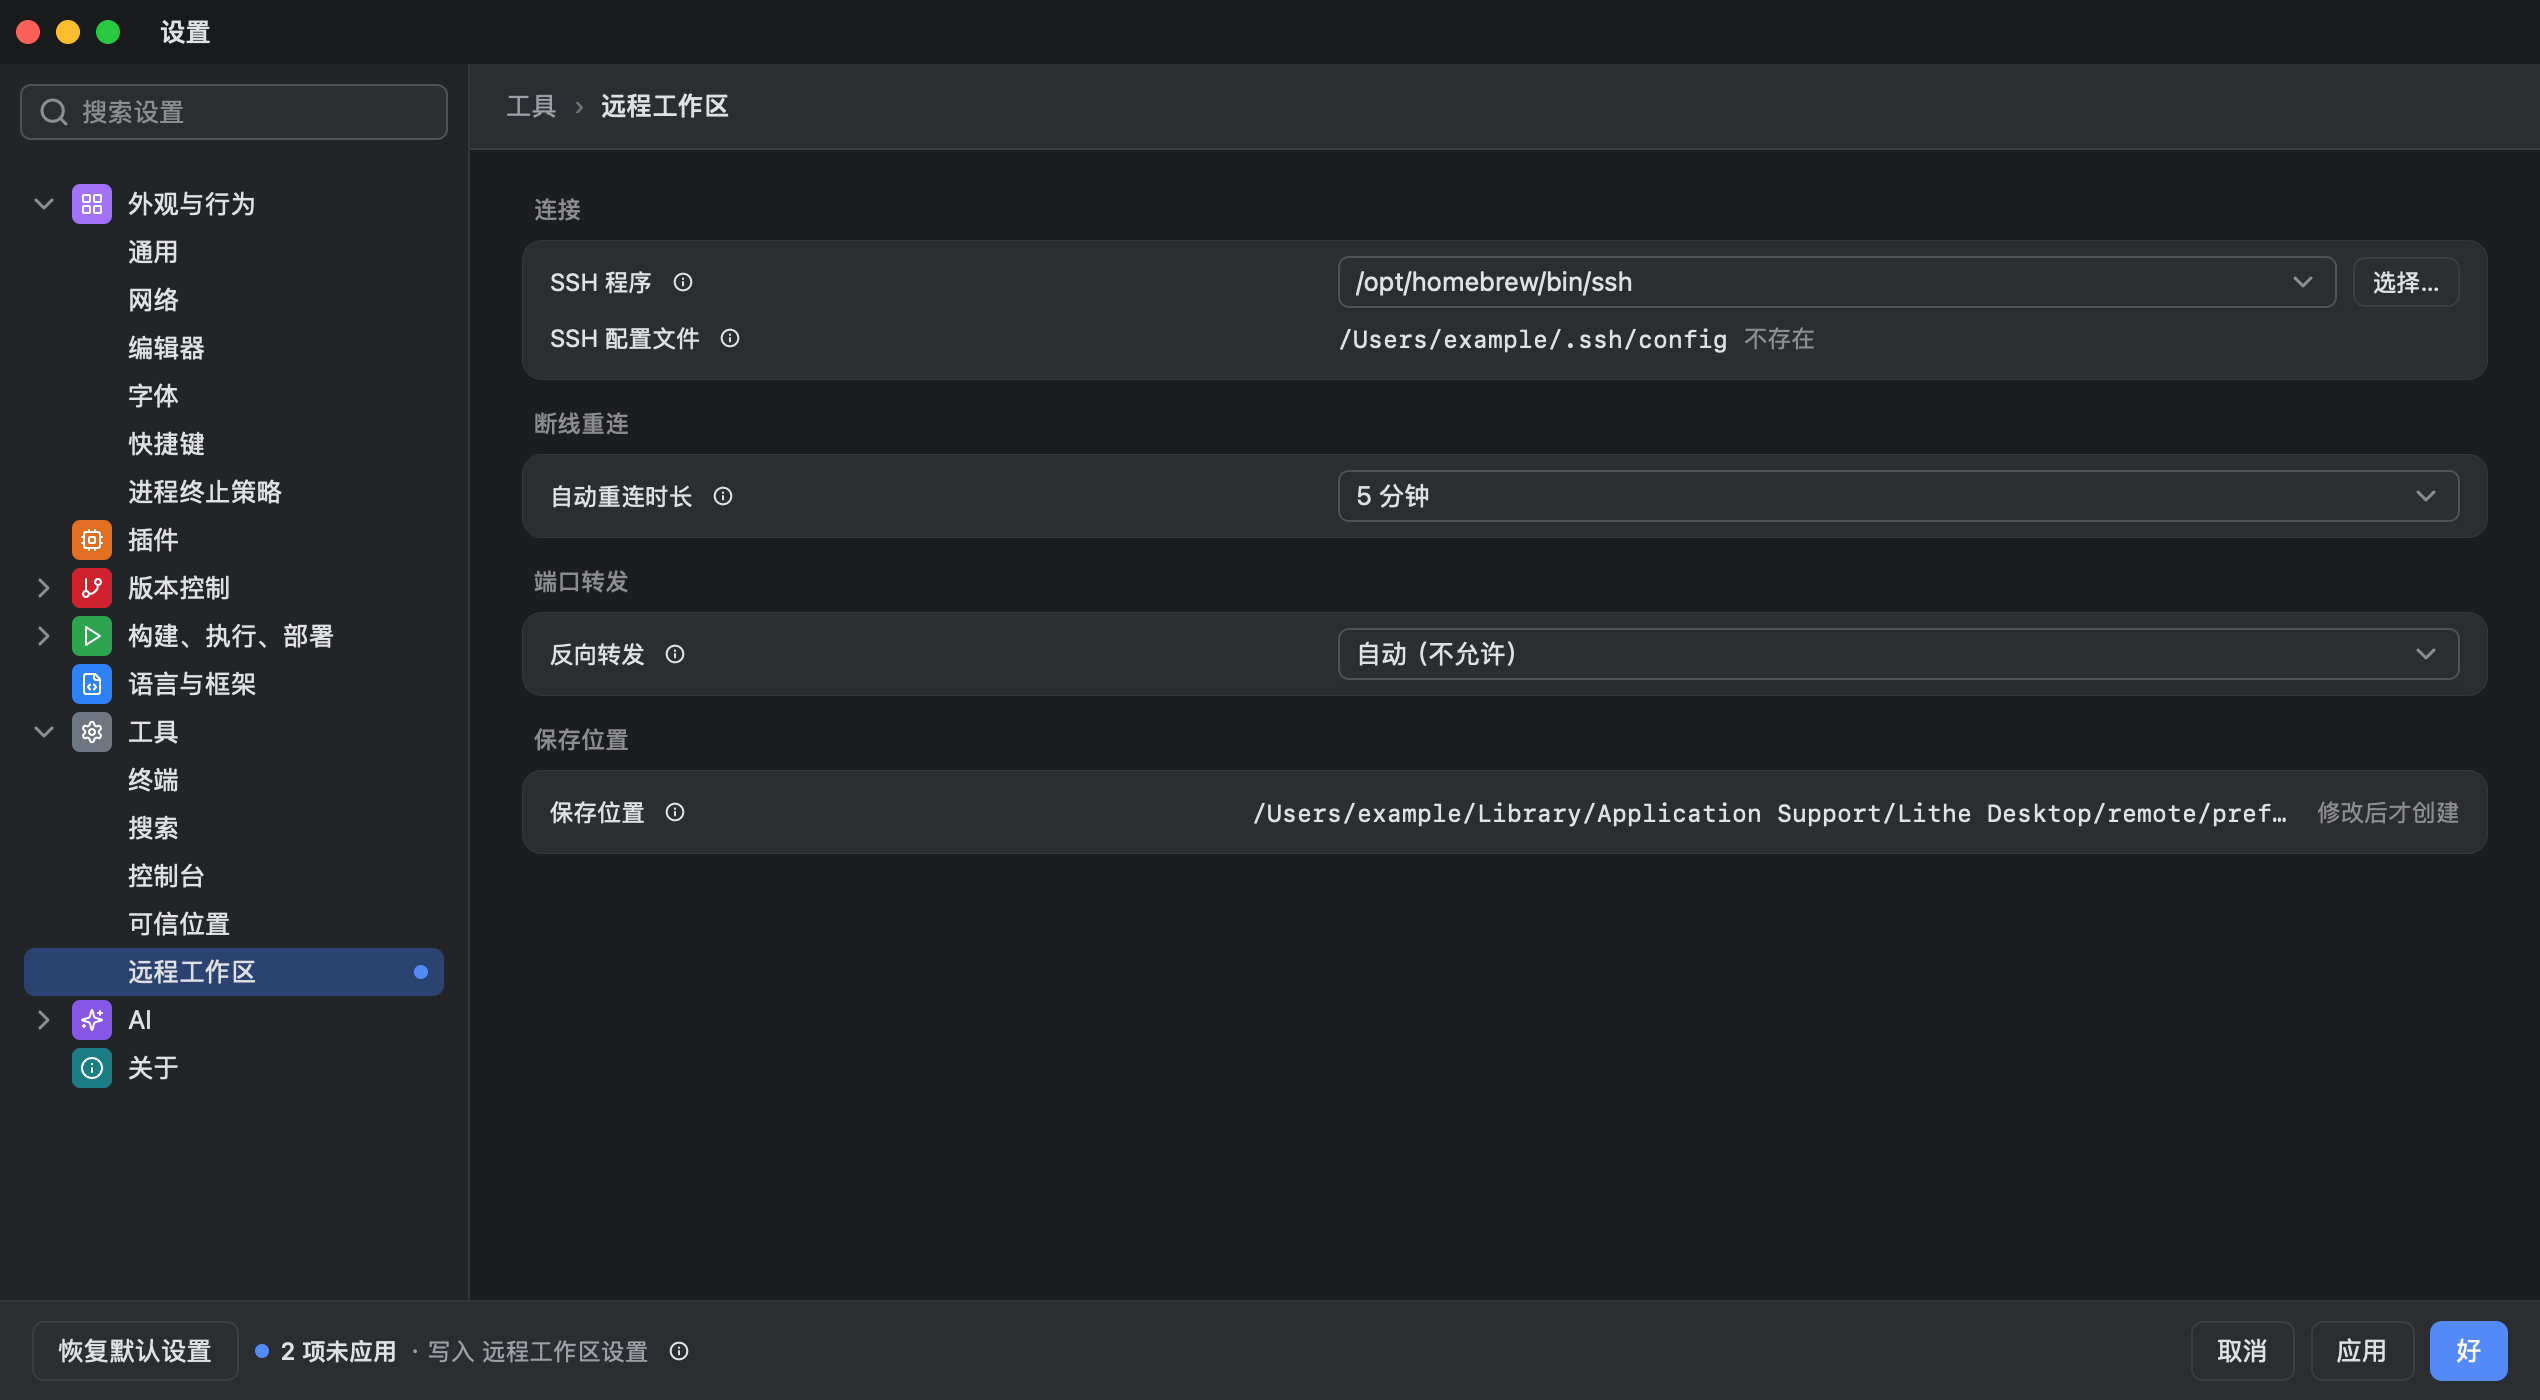 设置
搜索设置
外观与行为
通用
网络
编辑器
字体
快捷键
进程终止策略
插件
版本控制
构建、执行、部署
语言与框架
工具
终端
搜索
控制台
可信位置
远程工作区
AI
关于
工具 › 远程工作区
连接
SSH 程序 /opt/homebrew/bin/ssh 选择...
SSH 配置文件 /Users/example/.ssh/config 不存在
断线重连
自动重连时长 5 分钟
端口转发
反向转发 自动（不允许）
保存位置
保存位置 /Users/example/Library/Application Support/Lithe Desktop/remote/pref… 修改后才创建
恢复默认设置 2 项未应用 · 写入 远程工作区设置 取消 应用 好